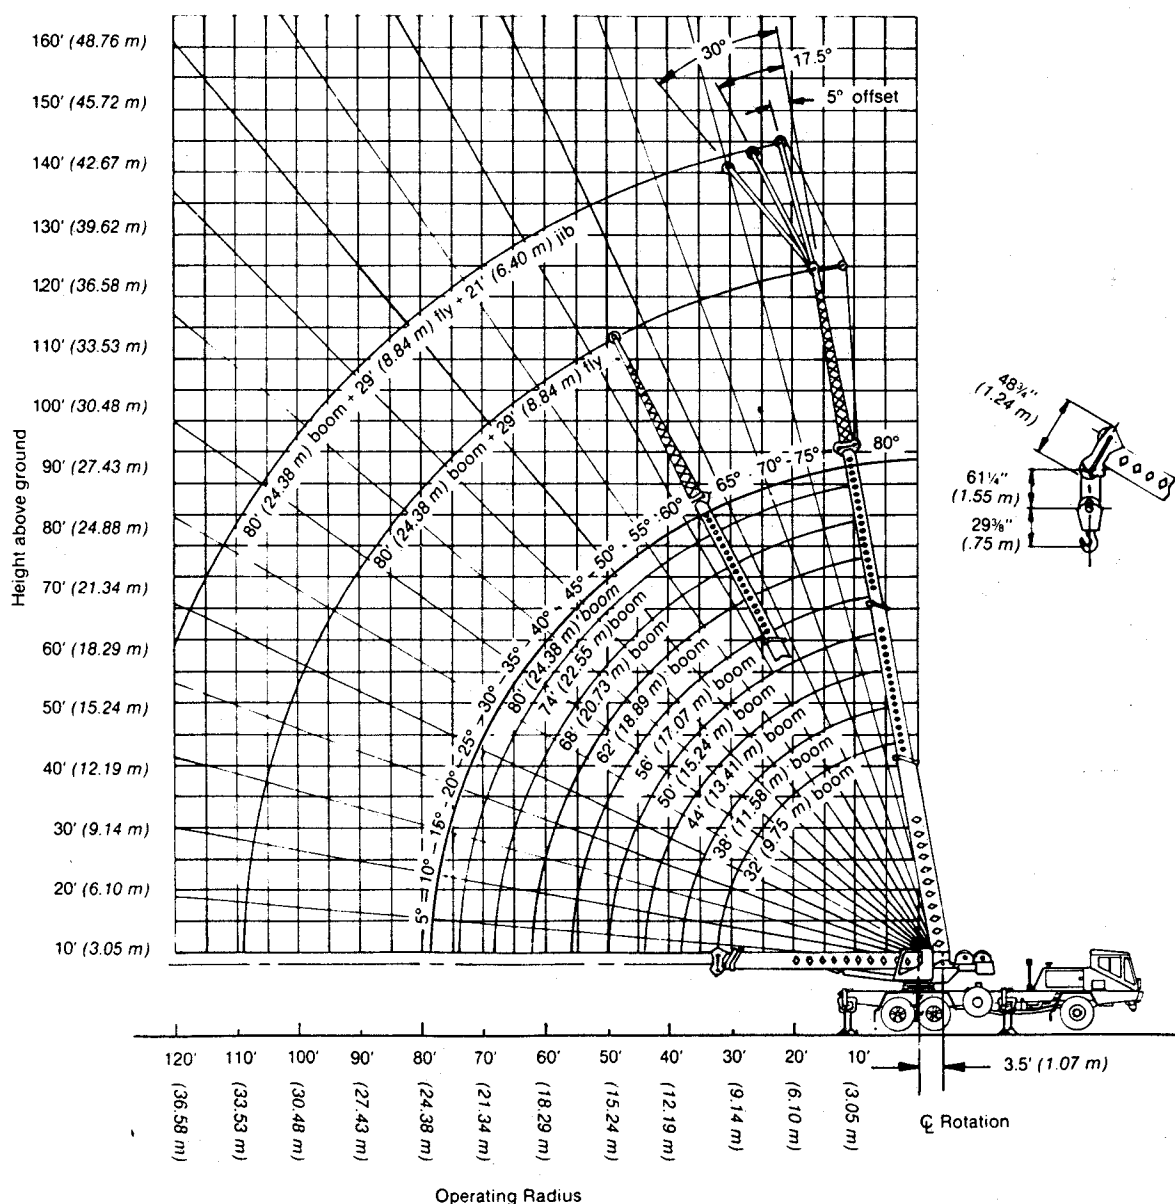 160' (48.76 m)
150' (45.72 m)
140' (42.67 m)
130' (39.62 m)
120' (36.58 m)
110' (33.53 m)
100' (30.48 m)
90' (27.43 m)
80' (24.88 m)
70' (21.34 m)
60' (18.29 m)
50' (15.24 m)
40' (12.19 m)
30' (9.14 m)
20' (6.10 m)
10' (3.05 m)
Height above ground
30°
17.5°
5° offset
80' (24.38 m) boom + 29' (8.84 m) fly + 21' (6.40 m) jib
80' (24.38 m) boom + 29' (8.84 m) fly
5° - 10° - 15° - 20° - 25° - 30° - 35° - 40° - 45° - 50° - 55° - 60° 65° - 70° - 75° 80°
80' (24.38 m) boom
74' (22.55 m) boom
68' (20.73 m) boom
62' (18.89 m) boom
56' (17.07 m) boom
50' (15.24 m) boom
44' (13.41 m) boom
38' (11.58 m) boom
32' (9.75 m) boom
48¾"
(1.24 m)
61¼"
(1.55 m)
29⅜"
(.75 m)
120' 110' 100' 90' 80' 70' 60' 50' 40' 30' 20' 10'
(36.58 m) (33.53 m) (30.48 m) (27.43 m) (24.38 m) (21.34 m) (18.29 m) (15.24 m) (12.19 m) (9.14 m) (6.10 m) (3.05 m)
3.5' (1.07 m)
℄ Rotation
Operating Radius